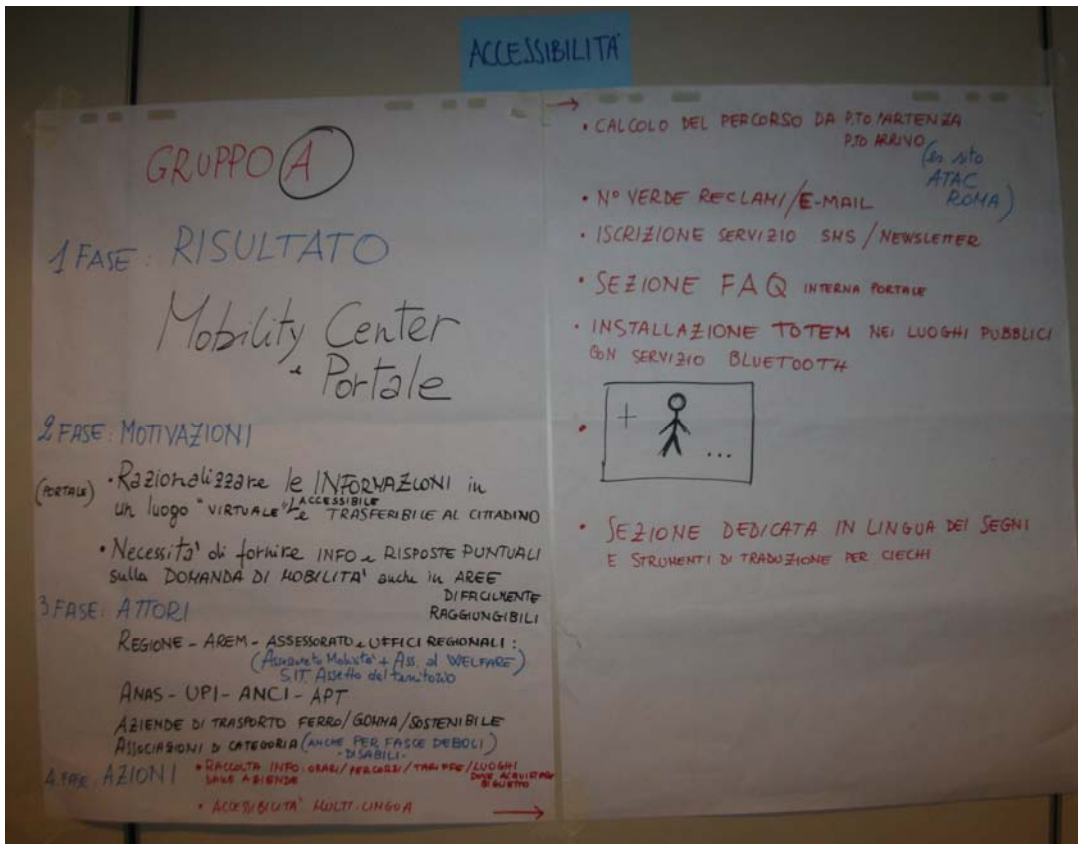 ACCESSIBILITÀ
GRUPPO A
1 FASE: RISULTATO
Mobility Center
e Portale
2 FASE: MOTIVAZIONI
(PORTALE) • Razionalizzare le INFORMAZIONI in
un luogo "VIRTUALE" ACCESSIBILE e TRASFERIBILE AL CITTADINO
• Necessità di fornire INFO e RISPOSTE PUNTUALI
sulla DOMANDA DI MOBILITÀ anche in AREE
DIFFICILMENTE
RAGGIUNGIBILI
3 FASE: ATTORI
REGIONE - AREM - ASSESSORATO e UFFICI REGIONALI:
(Assessorato Mobilità + Ass. al WELFARE)
S.I.T. Assetto del territorio
ANAS - UPI - ANCI - APT
AZIENDE DI TRASPORTO FERRO/GOMMA/SOSTENIBILE
ASSOCIAZIONI DI CATEGORIA (ANCHE PER FASCE DEBOLI)
- DISABILI -
4 FASE: AZIONI • RACCOLTA INFO: ORARI/PERCORSI/TARIFFE/LUOGHI
DALLE AZIENDE DOVE ACQUISTARE
BIGLIETTO
• ACCESSIBILITÀ MULTI-LINGUA
• CALCOLO DEL PERCORSO DA P.TO PARTENZA
P.TO ARRIVO
(es sito
ATAC
ROMA)
• N° VERDE RECLAMI/E-MAIL
• ISCRIZIONE SERVIZIO SMS/NEWSLETTER
• SEZIONE FAQ INTERNA PORTALE
• INSTALLAZIONE TOTEM NEI LUOGHI PUBBLICI
CON SERVIZIO BLUETOOTH
+ ...
• SEZIONE DEDICATA IN LINGUA DEI SEGNI
E STRUMENTI DI TRADUZIONE PER CIECHI